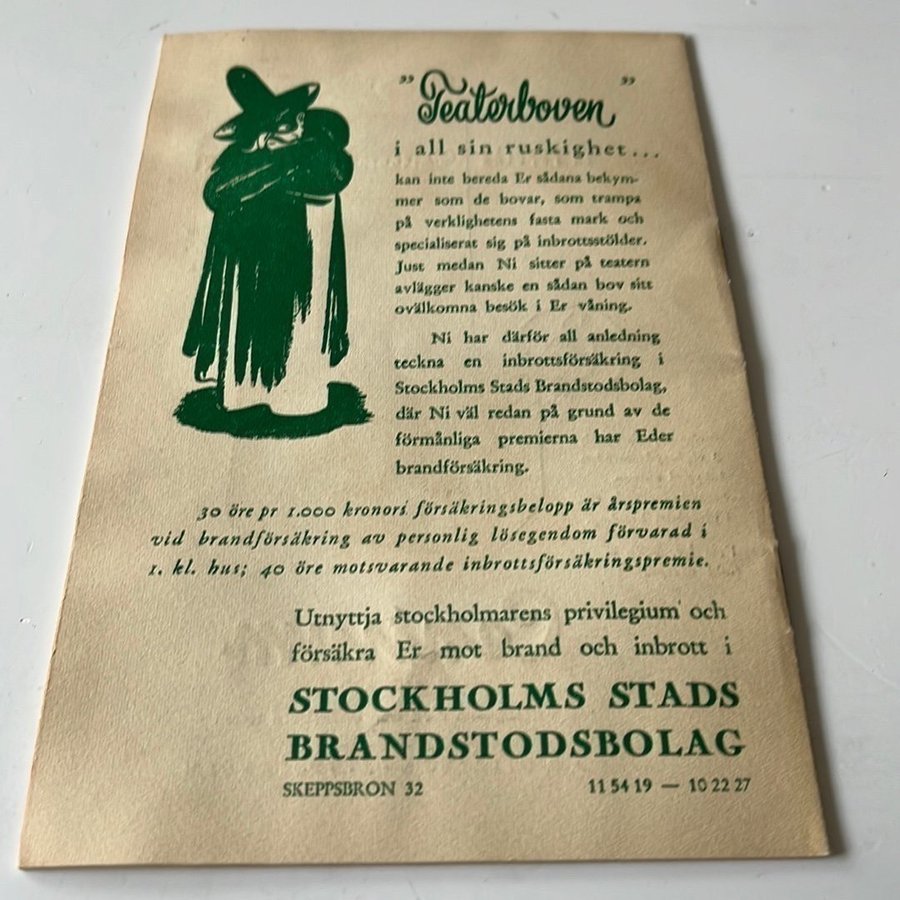 "Teaterboven"
i all sin ruskighet...
kan inte bereda Er sådana bekym-
mer som de bovar, som trampa
på verklighetens fasta mark och
specialiserat sig på inbrottsstölder.
Just medan Ni sitter på teatern
avlägger kanske en sådan bov sitt
ovälkomna besök i Er våning.
Ni har därför all anledning
teckna en inbrottsförsäkring i
Stockholms Stads Brandstodsbolag,
där Ni väl redan på grund av de
förmånliga premierna har Eder
brandförsäkring.
30 öre pr 1.000 kronors försäkringsbelopp är årspremien
vid brandförsäkring av personlig lösegendom förvarad i
1. kl. hus; 40 öre motsvarande inbrottsförsäkringspremie.
Utnyttja stockholmarens privilegium och
försäkra Er mot brand och inbrott i
STOCKHOLMS STADS
BRANDSTODSBOLAG
SKEPPSBRON 32 11 54 19 — 10 22 27